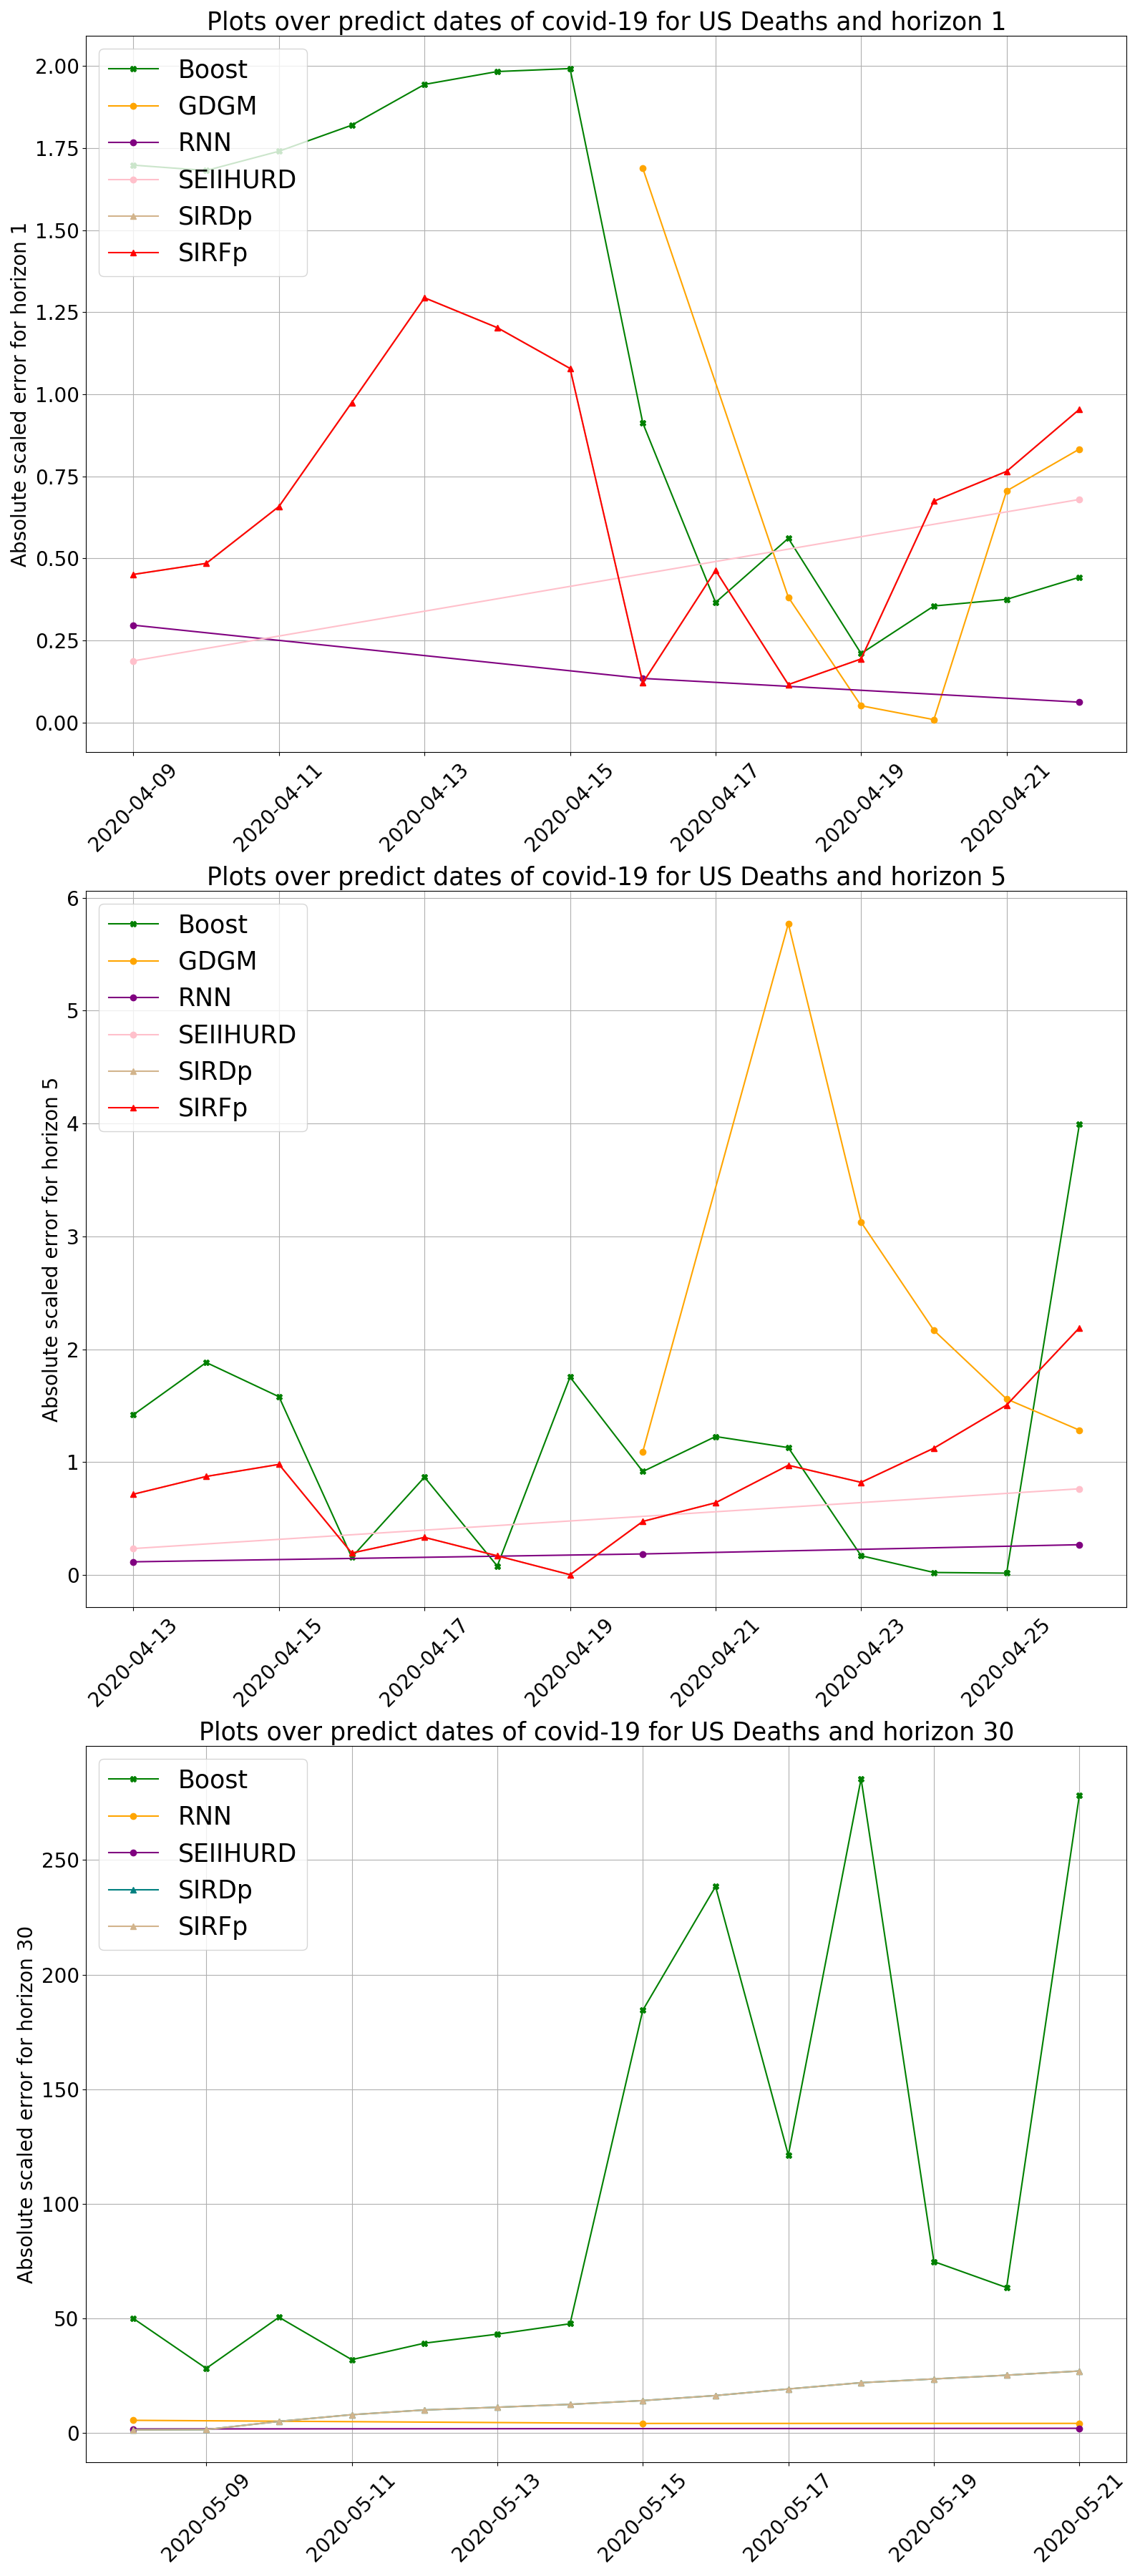 Plots over predict dates of covid-19 for US Deaths and horizon 1
Absolute scaled error for horizon 1
2.00
1.75
1.50
1.25
1.00
0.75
0.50
0.25
0.00
Boost
GDGM
RNN
SEIIHURD
SIRDp
SIRFp
2020-04-09
2020-04-11
2020-04-13
2020-04-15
2020-04-17
2020-04-19
2020-04-21
Plots over predict dates of covid-19 for US Deaths and horizon 5
Absolute scaled error for horizon 5
6
5
4
3
2
1
0
Boost
GDGM
RNN
SEIIHURD
SIRDp
SIRFp
2020-04-13
2020-04-15
2020-04-17
2020-04-19
2020-04-21
2020-04-23
2020-04-25
Plots over predict dates of covid-19 for US Deaths and horizon 30
Absolute scaled error for horizon 30
250
200
150
100
50
0
Boost
RNN
SEIIHURD
SIRDp
SIRFp
2020-05-09
2020-05-11
2020-05-13
2020-05-15
2020-05-17
2020-05-19
2020-05-21